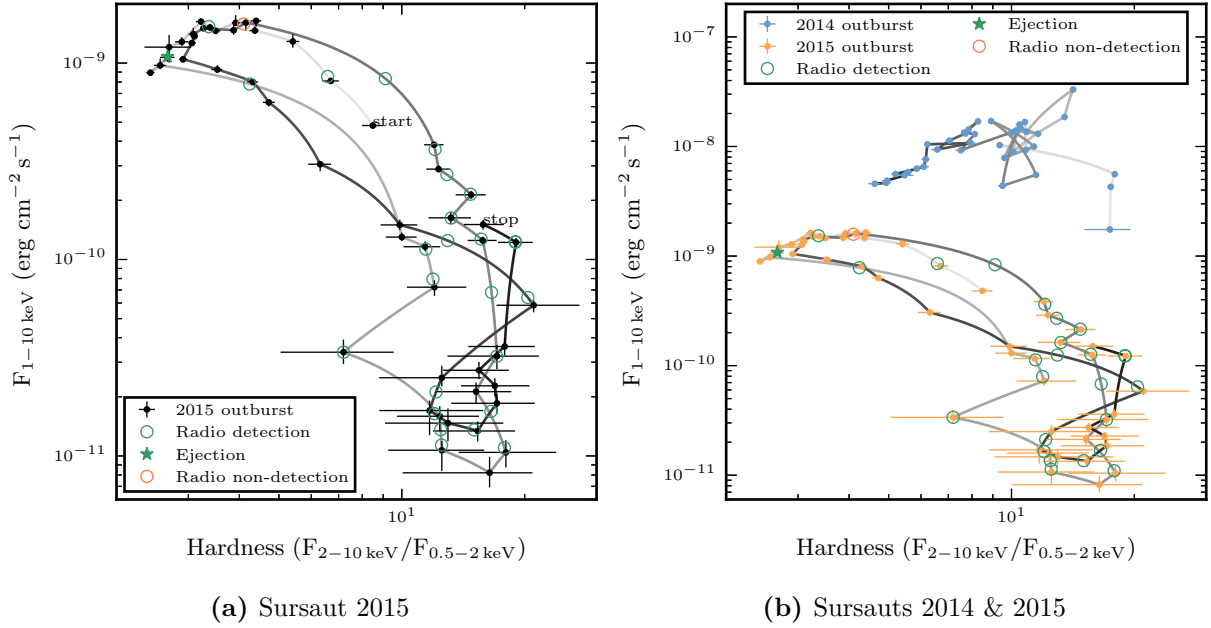 10⁻⁹
10⁻¹⁰
10⁻¹¹
F₁₋₁₀ ₖₑV (erg cm⁻² s⁻¹)
start
stop
2015 outburst
Radio detection
Ejection
Radio non-detection
10¹
Hardness (F₂₋₁₀ ₖₑV/F₀.₅₋₂ ₖₑV)
(a) Sursaut 2015
10⁻⁷
10⁻⁸
10⁻⁹
10⁻¹⁰
10⁻¹¹
F₁₋₁₀ ₖₑV (erg cm⁻² s⁻¹)
2014 outburst
2015 outburst
Radio detection
Ejection
Radio non-detection
10¹
Hardness (F₂₋₁₀ ₖₑV/F₀.₅₋₂ ₖₑV)
(b) Sursauts 2014 & 2015